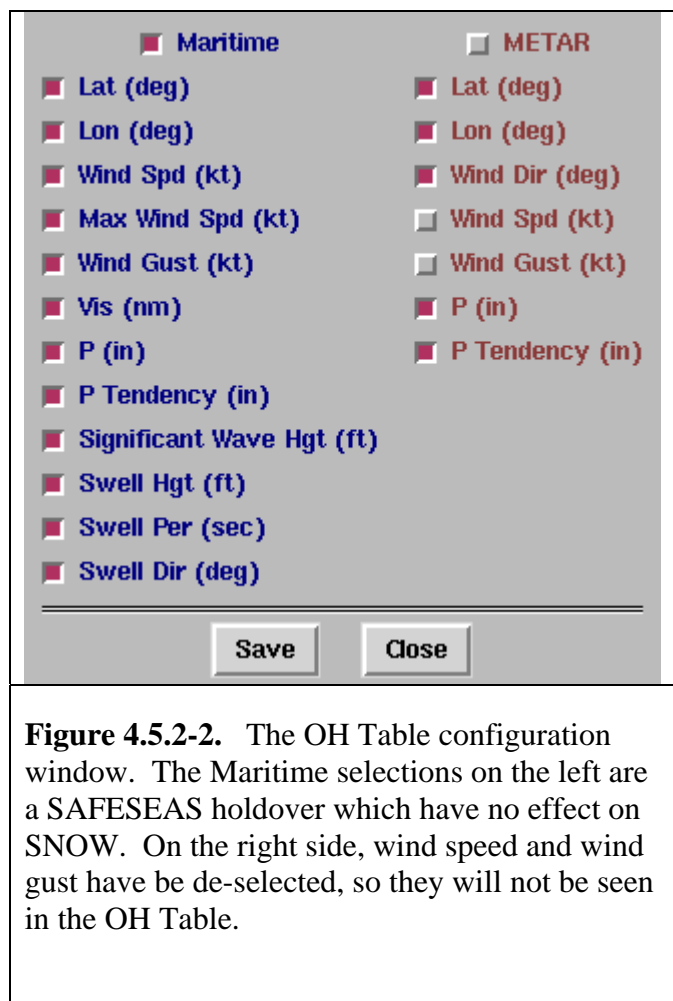 Maritime
METAR
Lat (deg)
Lat (deg)
Lon (deg)
Lon (deg)
Wind Spd (kt)
Wind Dir (deg)
Max Wind Spd (kt)
Wind Spd (kt)
Wind Gust (kt)
Wind Gust (kt)
Vis (nm)
P (in)
P (in)
P Tendency (in)
P Tendency (in)
Significant Wave Hgt (ft)
Swell Hgt (ft)
Swell Per (sec)
Swell Dir (deg)
Save
Close
Figure 4.5.2-2. The OH Table configuration
window. The Maritime selections on the left are
a SAFESEAS holdover which have no effect on
SNOW. On the right side, wind speed and wind
gust have be de-selected, so they will not be seen
in the OH Table.